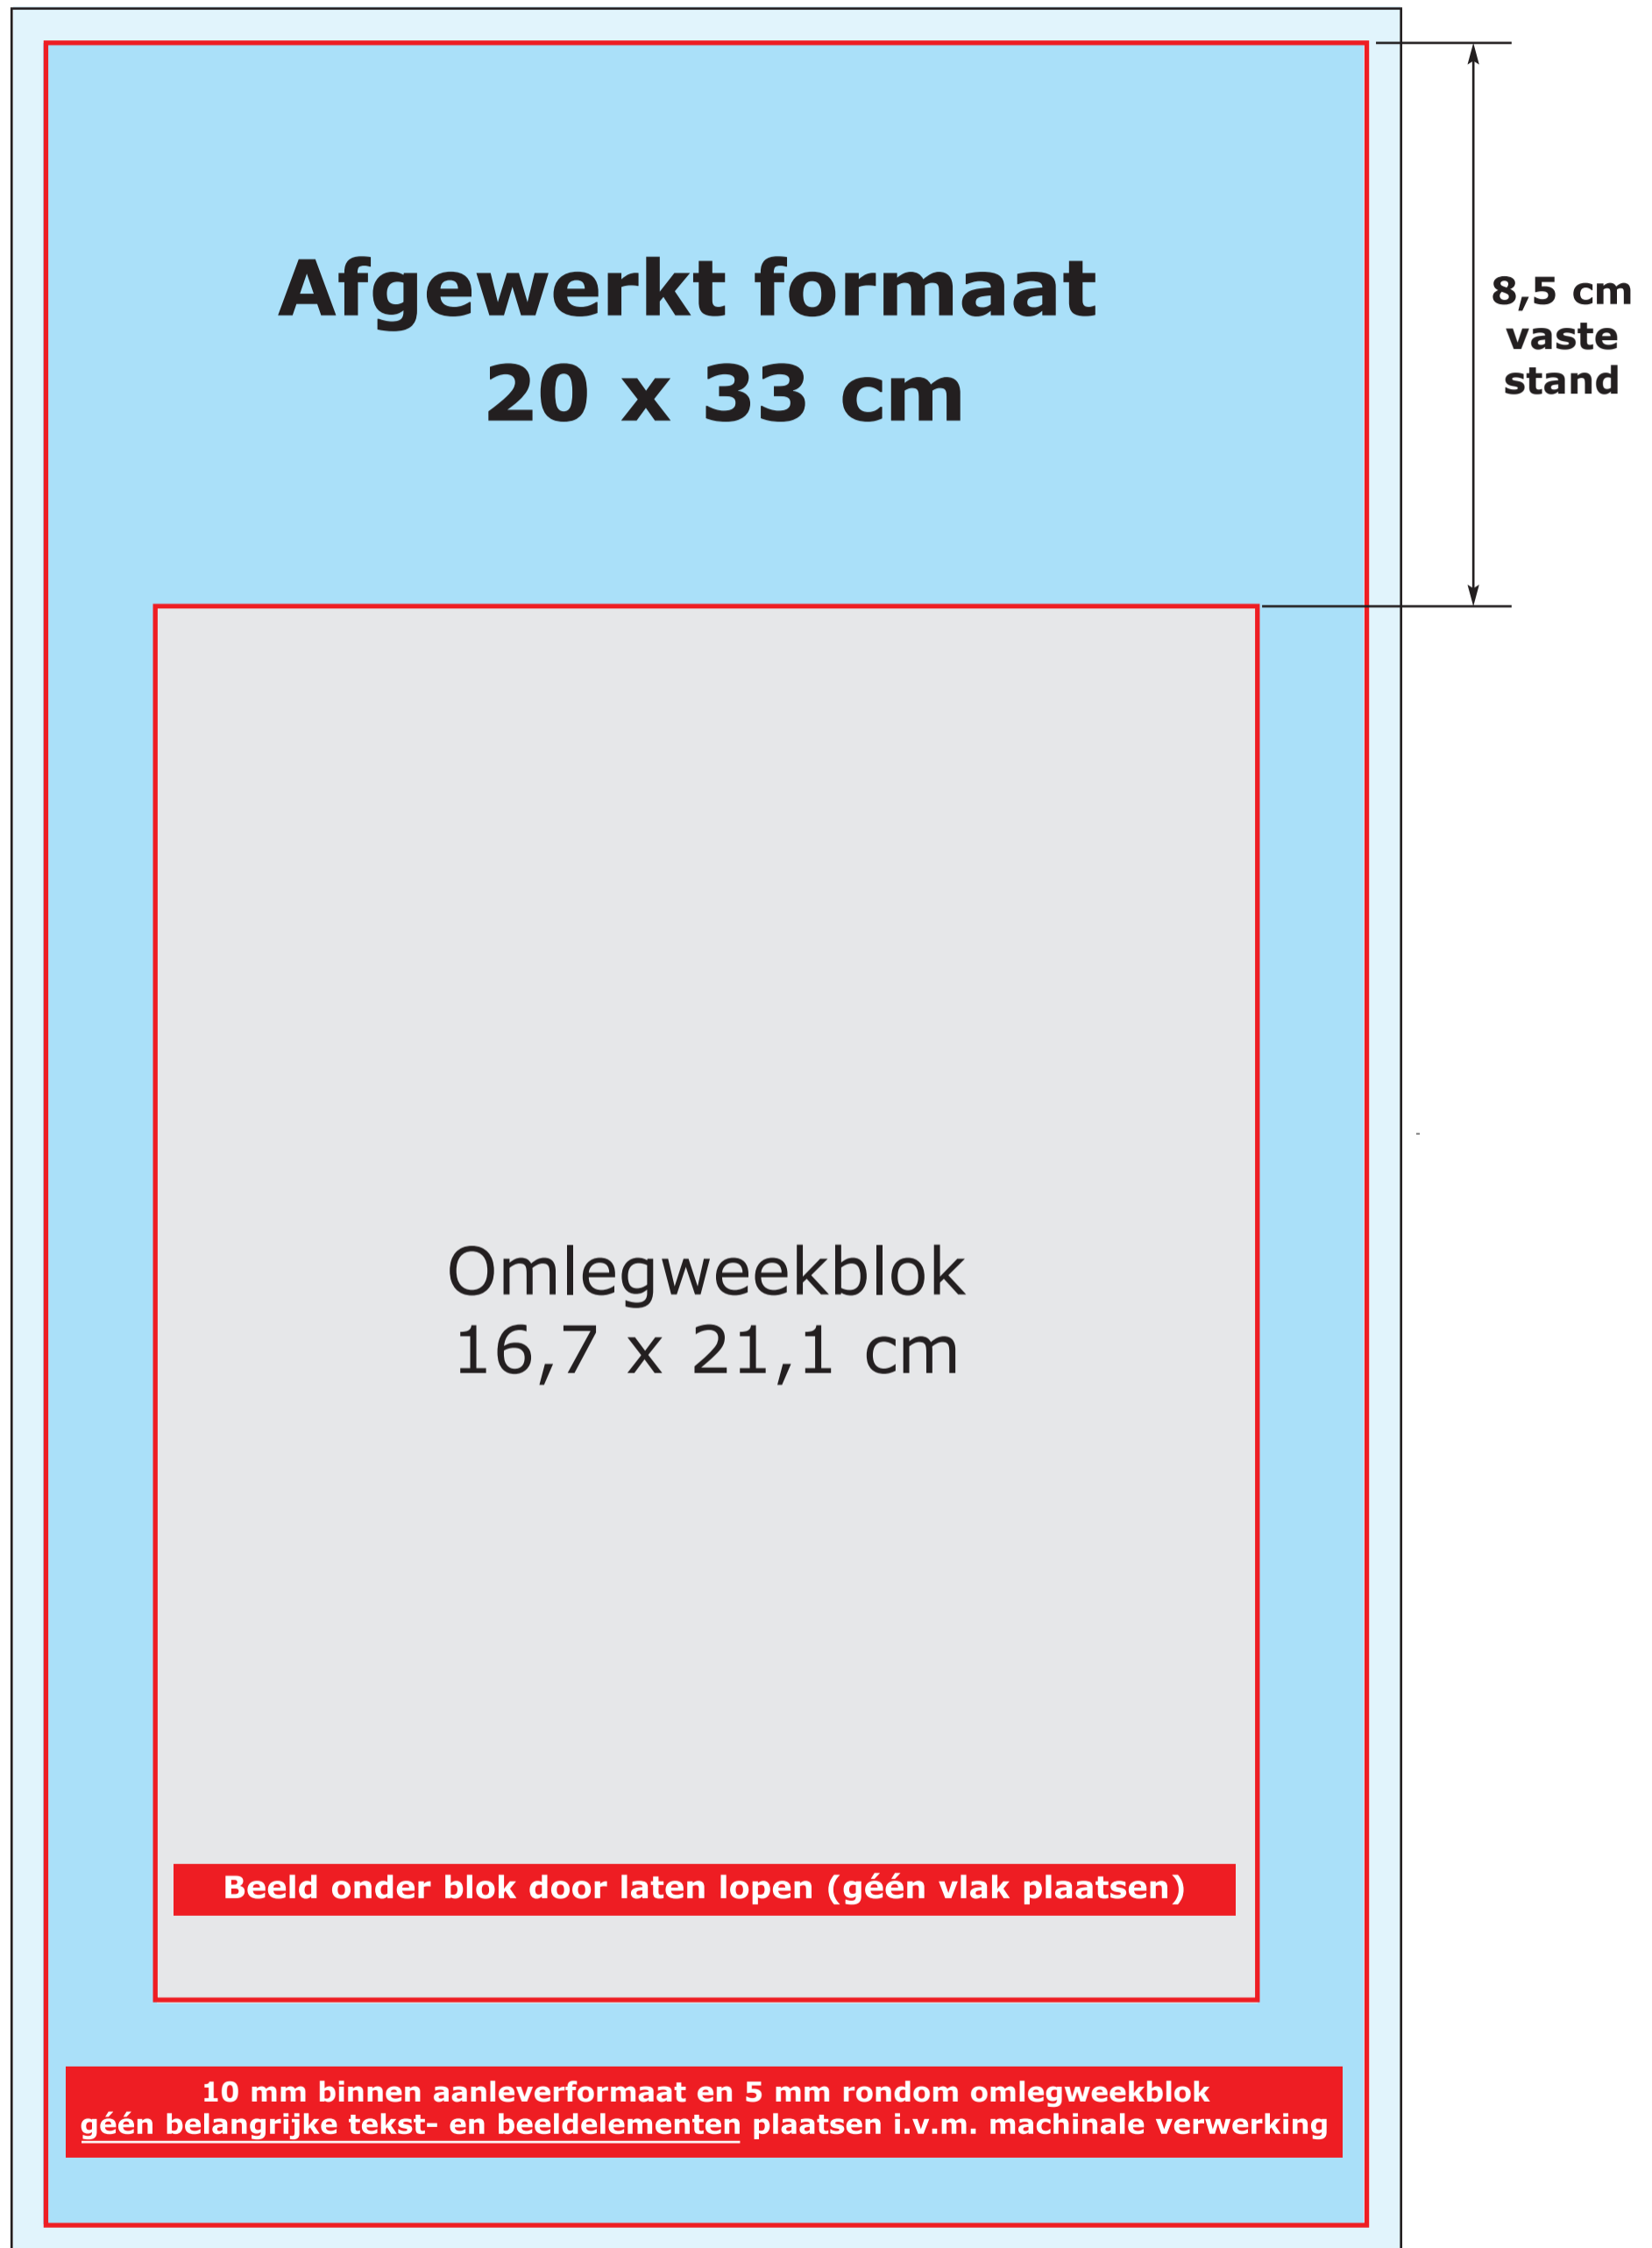 Afgewerkt formaat
20 x 33 cm
8,5 cm
vaste
stand
Omlegweekblok
16,7 x 21,1 cm
Beeld onder blok door laten lopen (géén vlak plaatsen)
10 mm binnen aanleverformaat en 5 mm rondom omlegweekblok
géén belangrijke tekst- en beeldelementen plaatsen i.v.m. machinale verwerking